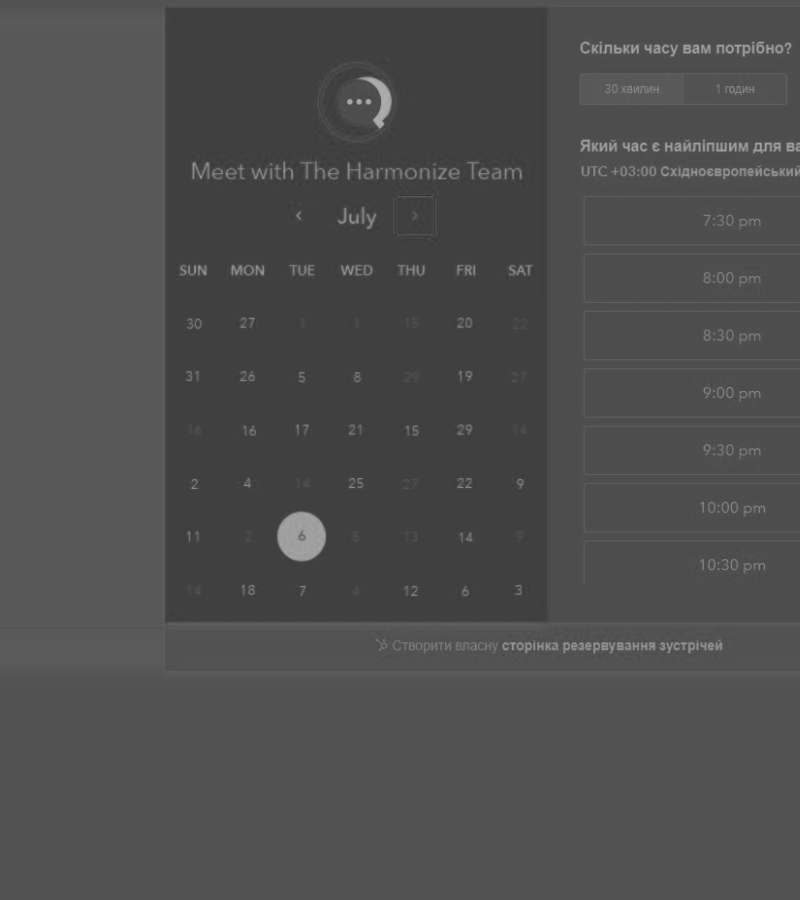 Meet with The Harmonize Team
July
SUN MON TUE WED THU FRI SAT
30 27 1 1 15 20 22
31 26 5 8 29 19 27
16 16 17 21 15 29 14
2 4 14 25 27 22 9
11 2 6 5 13 14 9
14 18 7 4 12 6 3
Скільки часу вам потрібно?
30 хвилин 1 годин
Який час є найліпшим для ва
UTC +03:00 Східноєвропейський
7:30 pm
8:00 pm
8:30 pm
9:00 pm
9:30 pm
10:00 pm
10:30 pm
Створити власну сторінка резервування зустрічей